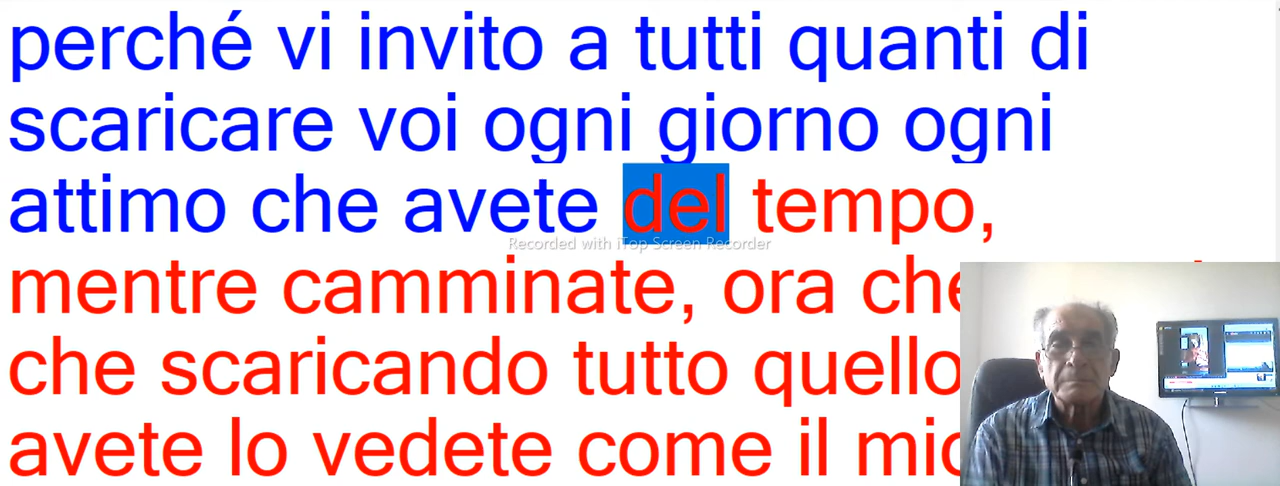 perché vi invito a tutti quanti di
scaricare voi ogni giorno ogni
attimo che avete del tempo,
Recorded with iTop Screen Recorder
mentre camminate, ora che
che scaricando tutto quello
avete lo vedete come il